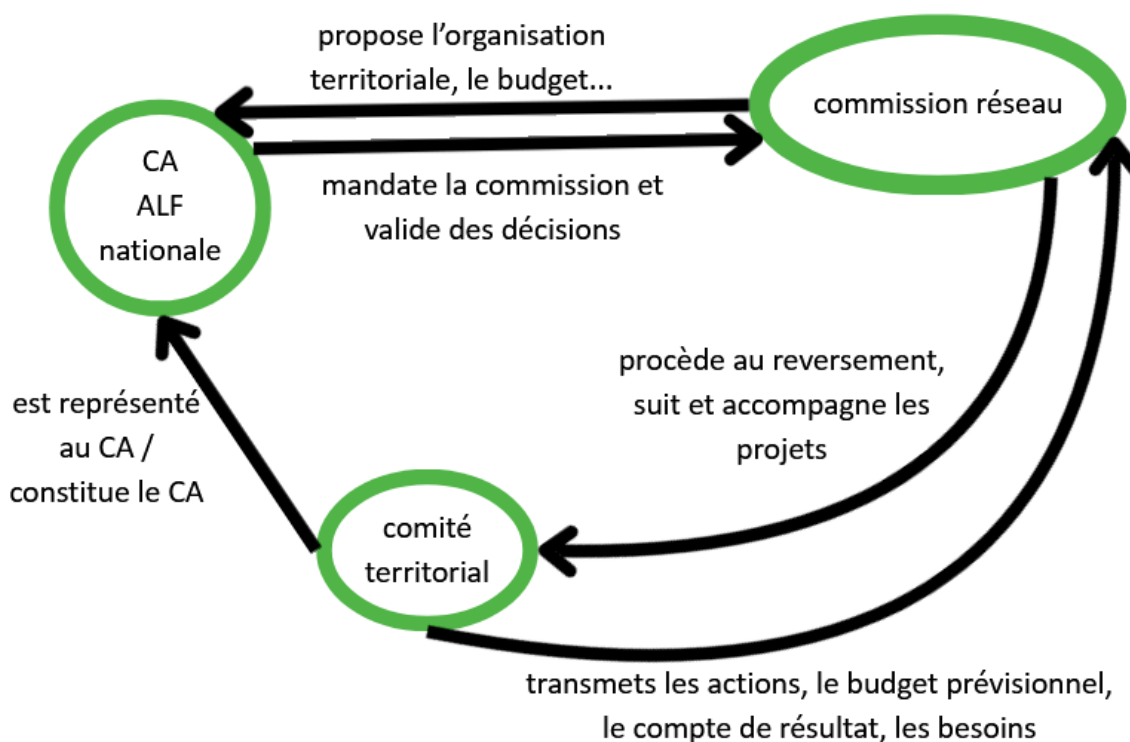 propose l'organisation
territoriale, le budget...
commission réseau
CA
ALF
nationale
mandate la commission et
valide des décisions
procède au reversement,
suit et accompagne les
projets
est représenté
au CA /
constitue le CA
comité
territorial
transmets les actions, le budget prévisionnel,
le compte de résultat, les besoins